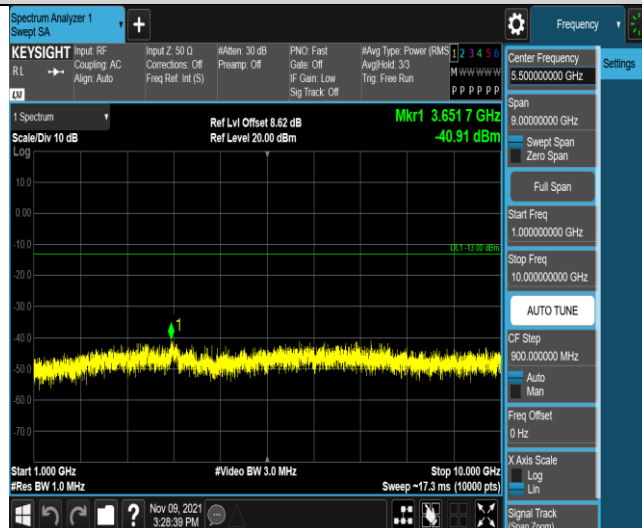 Spectrum Analyzer 1
Swept SA
Frequency
KEYSIGHT
RL
LXI
Input: RF
Coupling: AC
Align: Auto
Input Z: 50 Ω
Corrections: Off
Freq Ref: Int (S)
#Atten: 30 dB
Preamp: Off
PNO: Fast
Gate: Off
IF Gain: Low
Sig Track: Off
#Avg Type: Power (RMS
Avg|Hold: 3/3
Trig: Free Run
1 2 3 4 5 6
M W W W W W
P P P P P P
1 Spectrum
Scale/Div 10 dB
Log
Ref Lvl Offset 8.62 dB
Ref Level 20.00 dBm
Mkr1 3.651 7 GHz
-40.91 dBm
10.0
0.00
-10.0
DL1 -13.00 dBm
-20.0
-30.0
-40.0
1
-50.0
-60.0
-70.0
Start 1.000 GHz
#Res BW 1.0 MHz
#Video BW 3.0 MHz
Stop 10.000 GHz
Sweep ~17.3 ms (10000 pts)
Nov 09, 2021
3:28:39 PM
Center Frequency
5.500000000 GHz
Settings
Span
9.00000000 GHz
Swept Span
Zero Span
Full Span
Start Freq
1.000000000 GHz
Stop Freq
10.000000000 GHz
AUTO TUNE
CF Step
900.000000 MHz
Auto
Man
Freq Offset
0 Hz
X Axis Scale
Log
Lin
Signal Track
(Span Zoom)